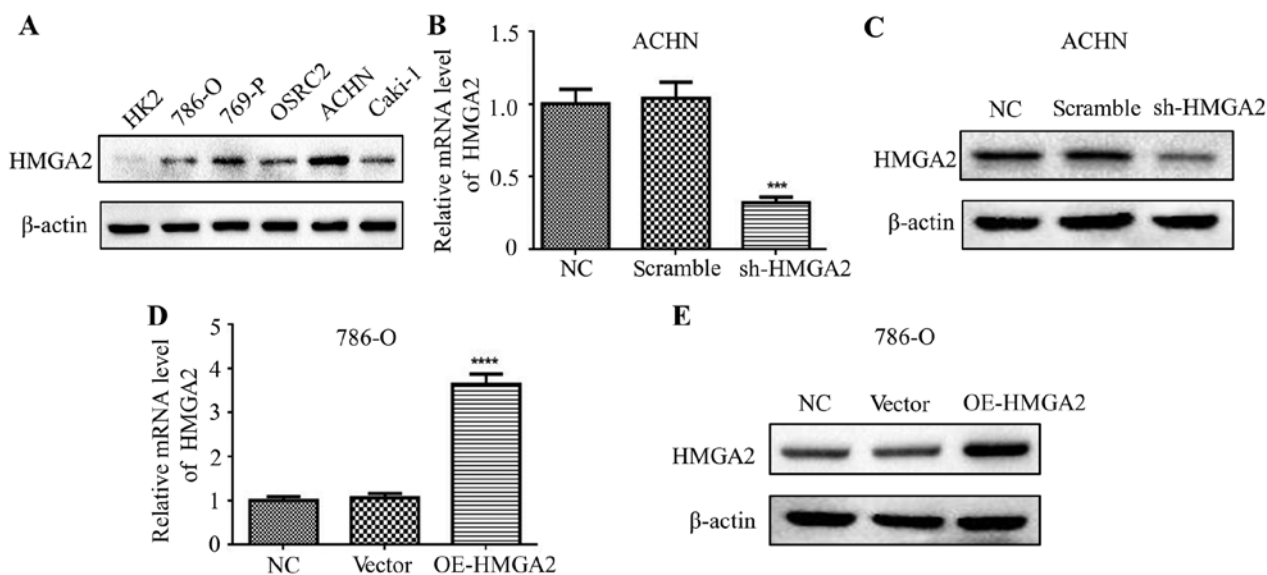 A
HK2
786-O
769-P
OSRC2
ACHN
Caki-1
HMGA2
β-actin
B
ACHN
Relative mRNA level
of HMGA2
1.5
1.0
0.5
0
***
NC
Scramble
sh-HMGA2
C
ACHN
NC Scramble sh-HMGA2
HMGA2
β-actin
D
786-O
Relative mRNA level
of HMGA2
5
4
3
2
1
0
****
NC
Vector
OE-HMGA2
E
786-O
NC Vector OE-HMGA2
HMGA2
β-actin